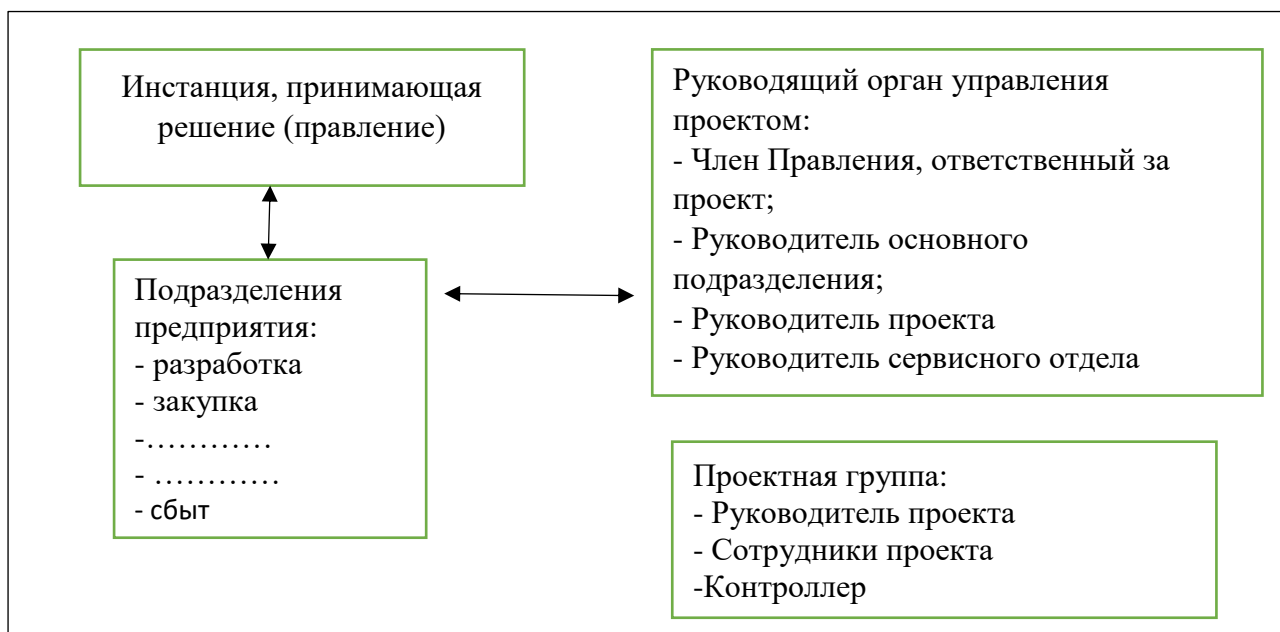 Инстанция, принимающая
решение (правление)
Подразделения
предприятия:
- разработка
- закупка
-…………
- …………
- сбыт
Руководящий орган управления
проектом:
- Член Правления, ответственный за
проект;
- Руководитель основного
подразделения;
- Руководитель проекта
- Руководитель сервисного отдела
Проектная группа:
- Руководитель проекта
- Сотрудники проекта
-Контроллер